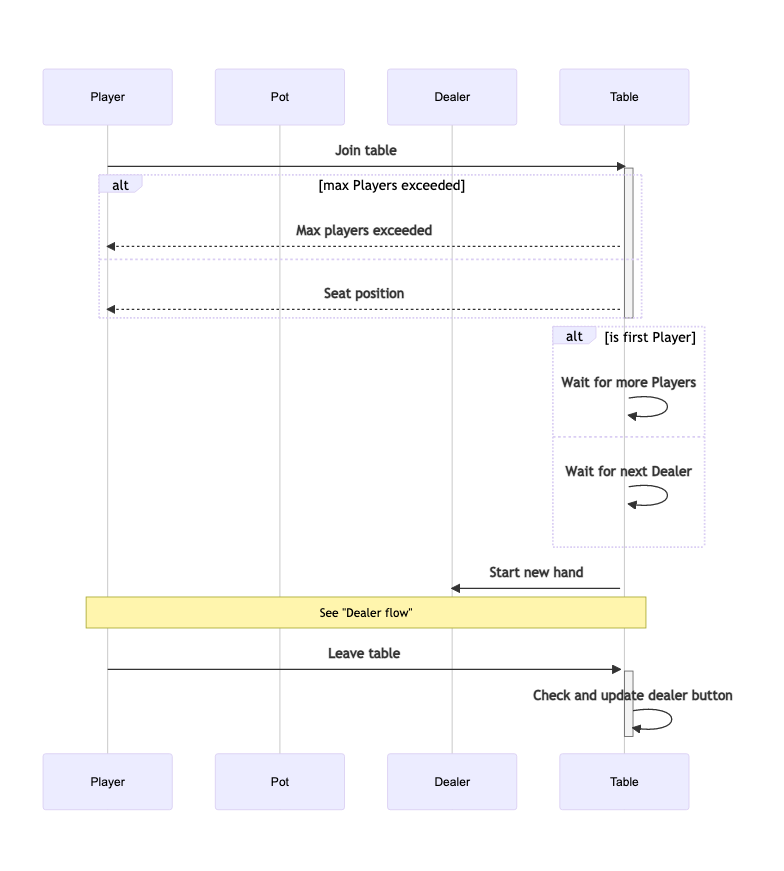 Player
Pot
Dealer
Table
Join table
alt
[max Players exceeded]
Max players exceeded
Seat position
alt
[is first Player]
Wait for more Players
Wait for next Dealer
Start new hand
See "Dealer flow"
Leave table
Check and update dealer button
Player
Pot
Dealer
Table